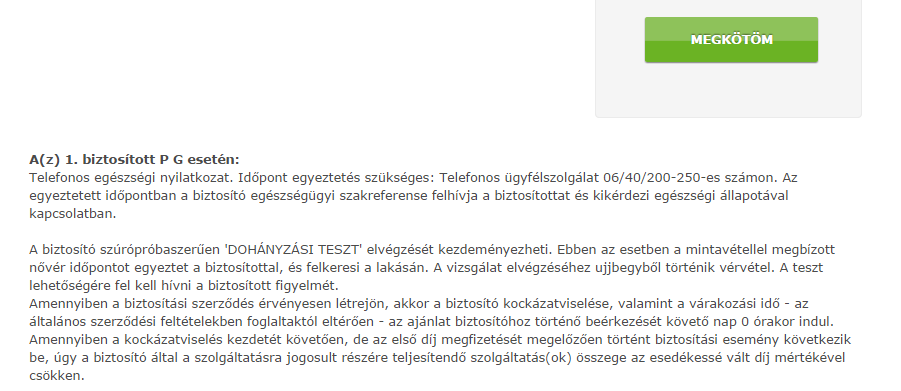 MEGKÖTÖM
A(z) 1. biztosított P G esetén:
Telefonos egészségi nyilatkozat. Időpont egyeztetés szükséges: Telefonos ügyfélszolgálat 06/40/200-250-es számon. Az
egyeztetett időpontban a biztosító egészségügyi szakreferense felhívja a biztosítottat és kikérdezi egészségi állapotával
kapcsolatban.
A biztosító szúrópróbaszerűen 'DOHÁNYZÁSI TESZT' elvégzését kezdeményezheti. Ebben az esetben a mintavétellel megbízott
nővér időpontot egyeztet a biztosítottal, és felkeresi a lakásán. A vizsgálat elvégzéséhez ujjbegyből történik vérvétel. A teszt
lehetőségére fel kell hívni a biztosított figyelmét.
Amennyiben a biztosítási szerződés érvényesen létrejön, akkor a biztosító kockázatviselése, valamint a várakozási idő - az
általános szerződési feltételekben foglaltaktól eltérően - az ajánlat biztosítóhoz történő beérkezését követő nap 0 órakor indul.
Amennyiben a kockázatviselés kezdetét követően, de az első díj megfizetését megelőzően történt biztosítási esemény következik
be, úgy a biztosító által a szolgáltatásra jogosult részére teljesítendő szolgáltatás(ok) összege az esedékessé vált díj mértékével
csökken.